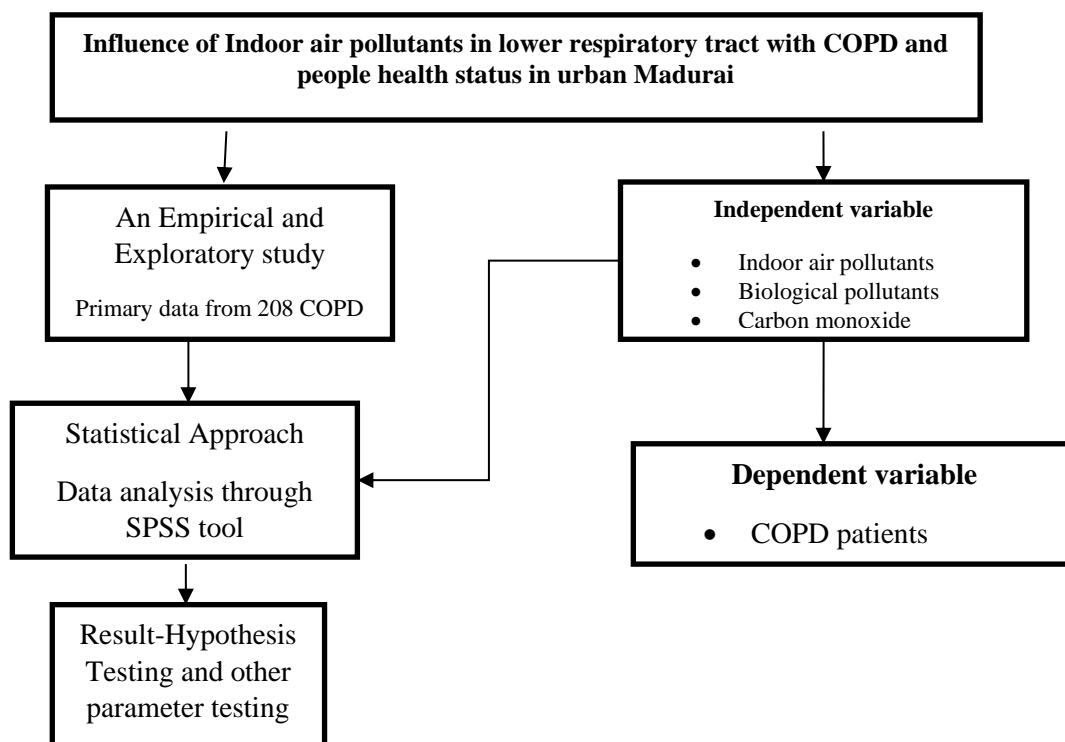 Influence of Indoor air pollutants in lower respiratory tract with COPD and
people health status in urban Madurai
An Empirical and
Exploratory study
Primary data from 208 COPD
Independent variable
• Indoor air pollutants
• Biological pollutants
• Carbon monoxide
Statistical Approach
Data analysis through
SPSS tool
Dependent variable
• COPD patients
Result-Hypothesis
Testing and other
parameter testing